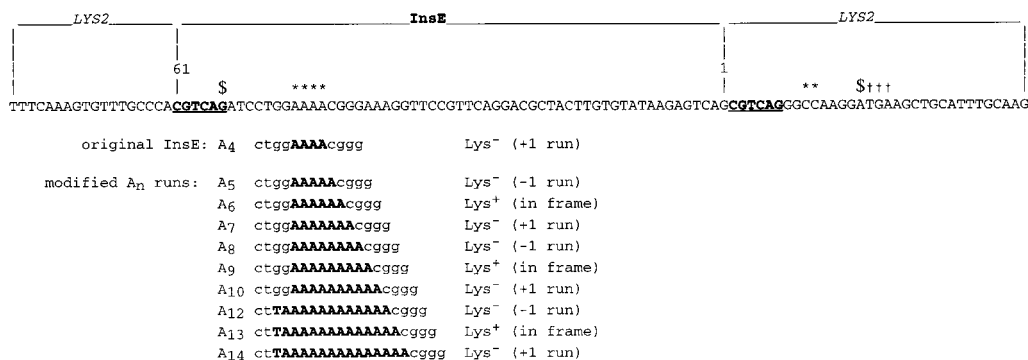 LYS2 InsE LYS2
61 1
$ **** ** $†††
TTTCAAAGTGTTTGCCCACGTCAGATCCTGGAAAACGGGAAAGGTTCCGTTCAGGACGCTACTTGTGTATAAGAGTCAGCGTCAGGGCCAAGGATGAAGCTGCATTTGCAAG
original InsE: A4 ctggAAAAcggg Lys- (+1 run)
modified An runs: A5 ctggAAAAAcggg Lys- (-1 run)
A6 ctggAAAAAAcggg Lys+ (in frame)
A7 ctggAAAAAAAcggg Lys- (+1 run)
A8 ctggAAAAAAAAcggg Lys- (-1 run)
A9 ctggAAAAAAAAAcggg Lys+ (in frame)
A10 ctggAAAAAAAAAAcggg Lys- (+1 run)
A12 ctTAAAAAAAAAAAAcggg Lys- (-1 run)
A13 ctTAAAAAAAAAAAAAcggg Lys+ (in frame)
A14 ctTAAAAAAAAAAAAAAcggg Lys- (+1 run)